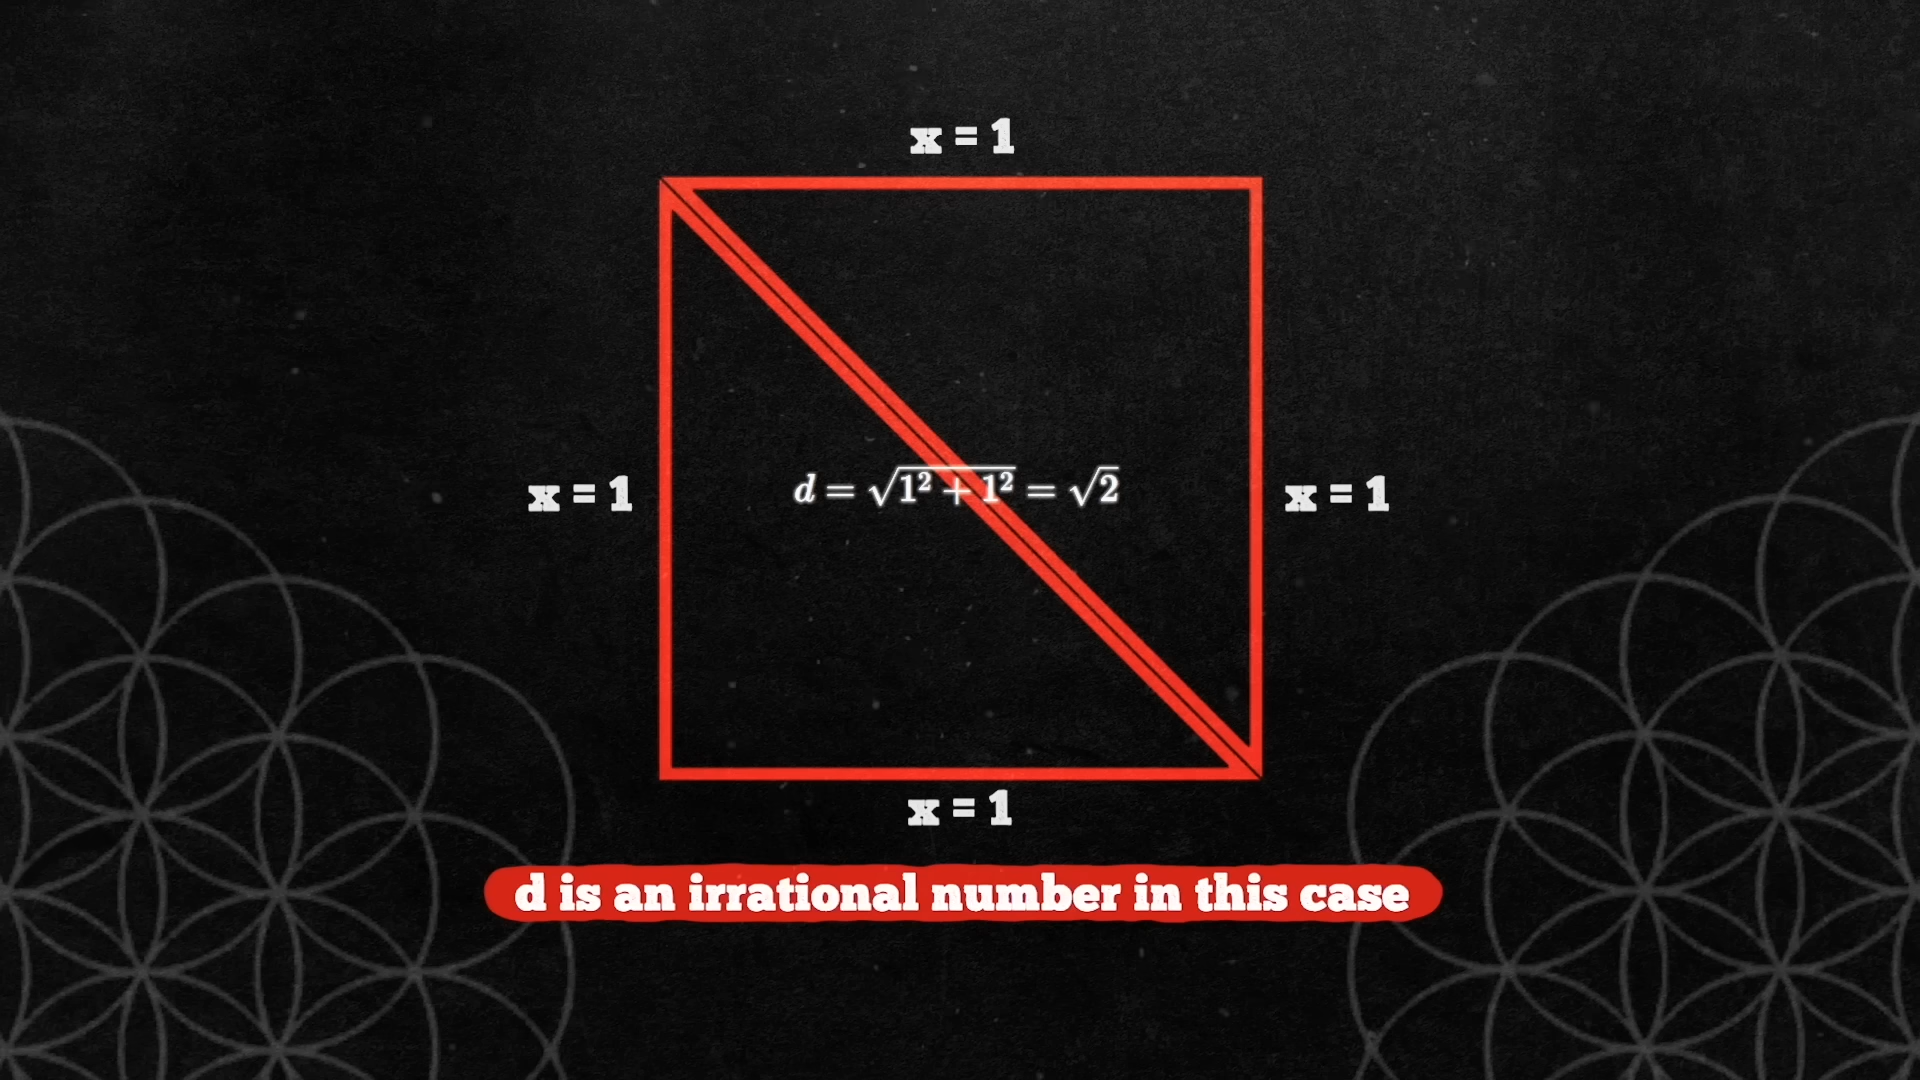 x = 1
x = 1
d = √(1² + 1²) = √2
x = 1
x = 1
d is an irrational number in this case